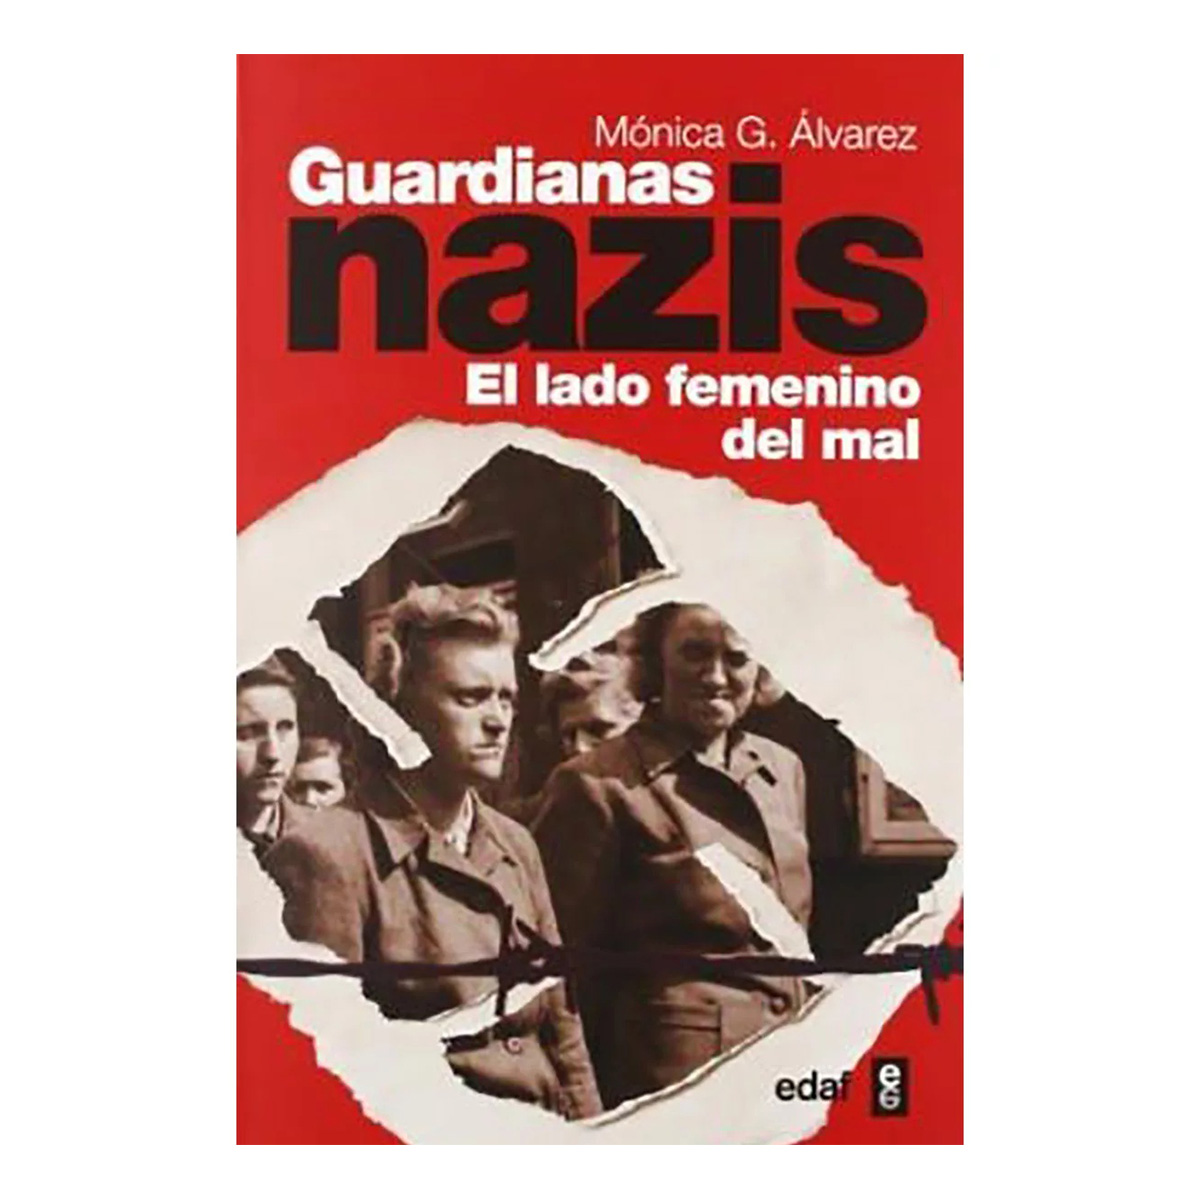 Mónica G. Álvarez
Guardianas
nazis
El lado femenino
del mal
edaf